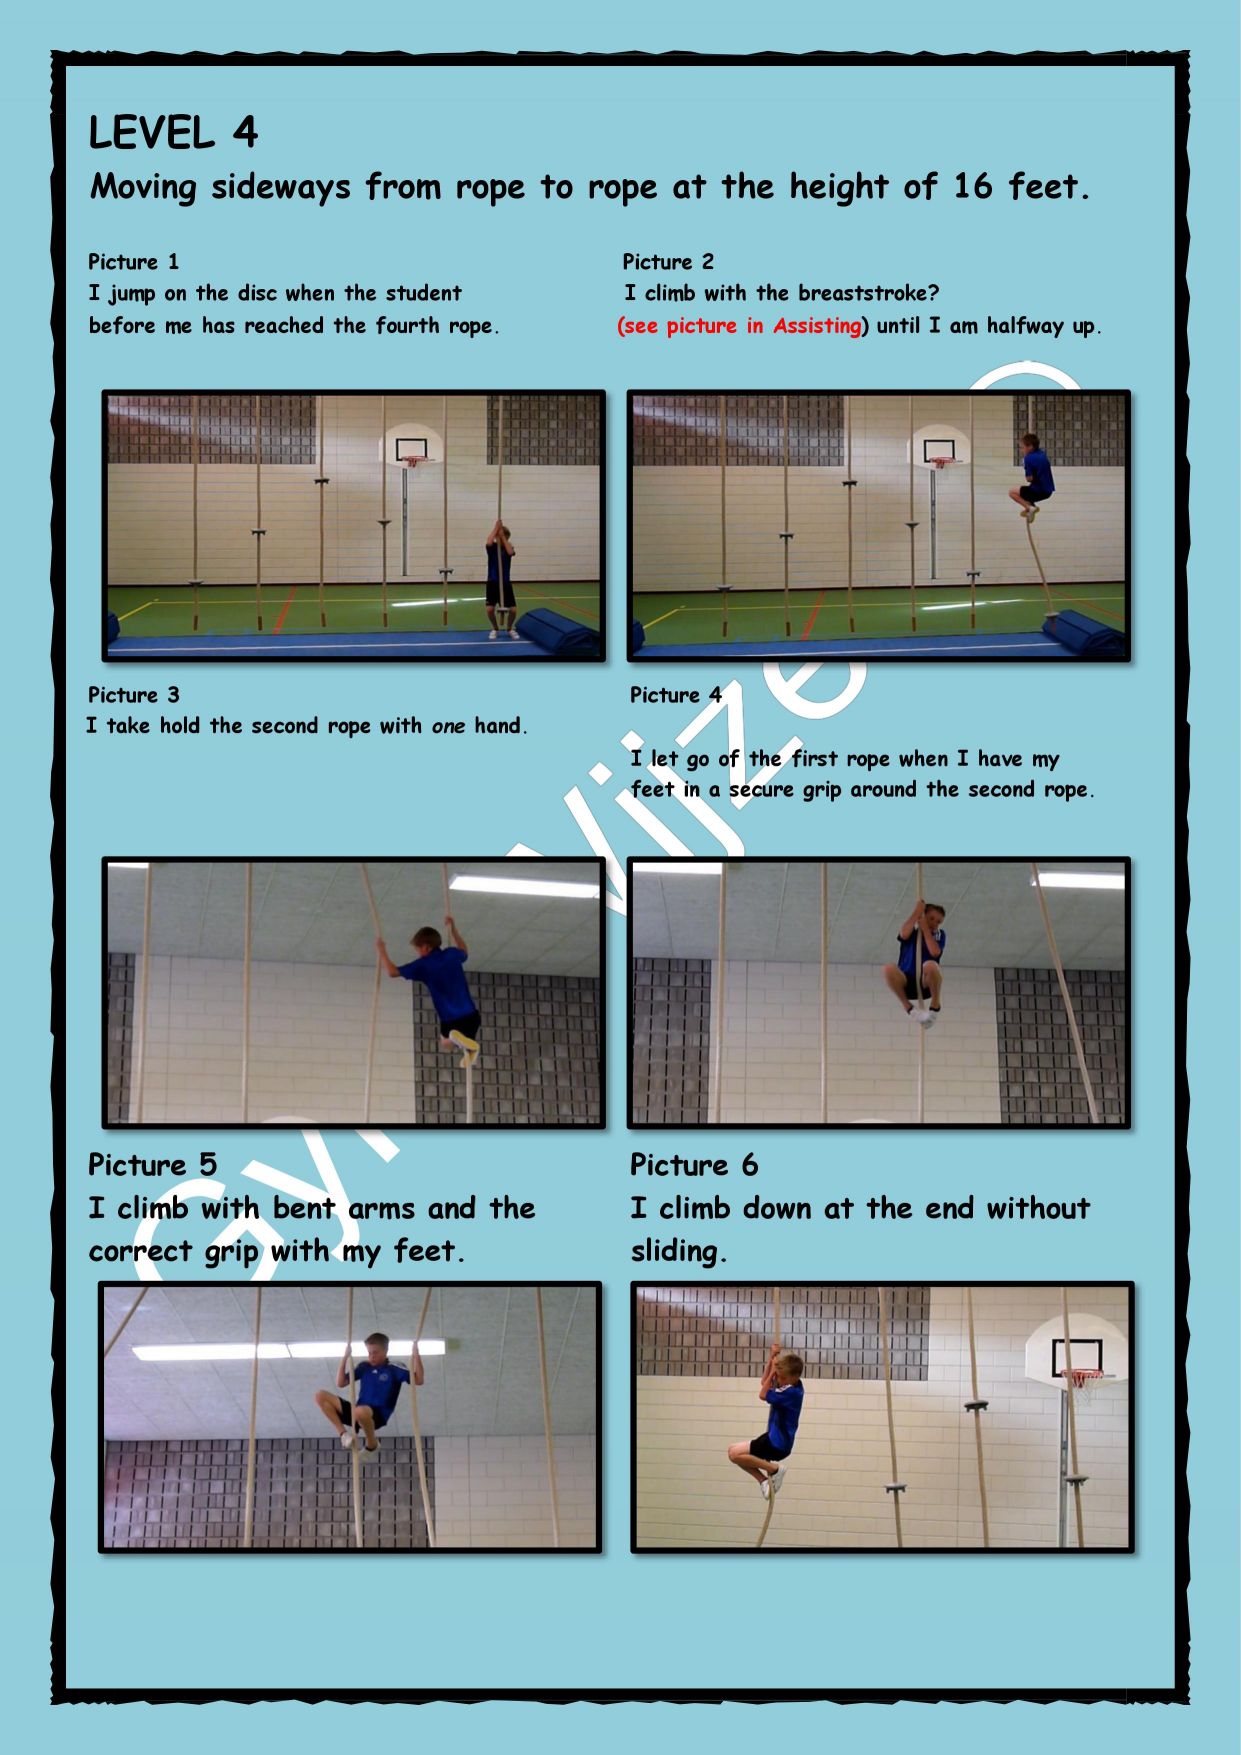 LEVEL 4
Moving sideways from rope to rope at the height of 16 feet.
Picture 1
I jump on the disc when the student
before me has reached the fourth rope.
Picture 2
I climb with the breaststroke?
(see picture in Assisting) until I am halfway up.
Picture 3
I take hold the second rope with one hand.
Picture 4
I let go of the first rope when I have my
feet in a secure grip around the second rope.
Picture 5
I climb with bent arms and the
correct grip with my feet.
Picture 6
I climb down at the end without
sliding.